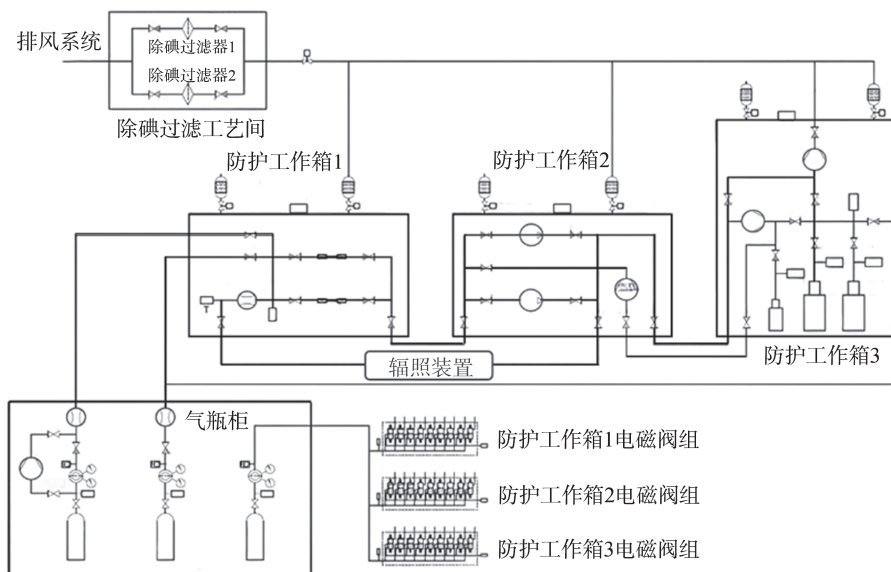 排风系统
除碘过滤器1
除碘过滤器2
除碘过滤工艺间
防护工作箱1
防护工作箱2
防护工作箱3
T
辐照装置
气瓶柜
防护工作箱1电磁阀组
防护工作箱2电磁阀组
防护工作箱3电磁阀组